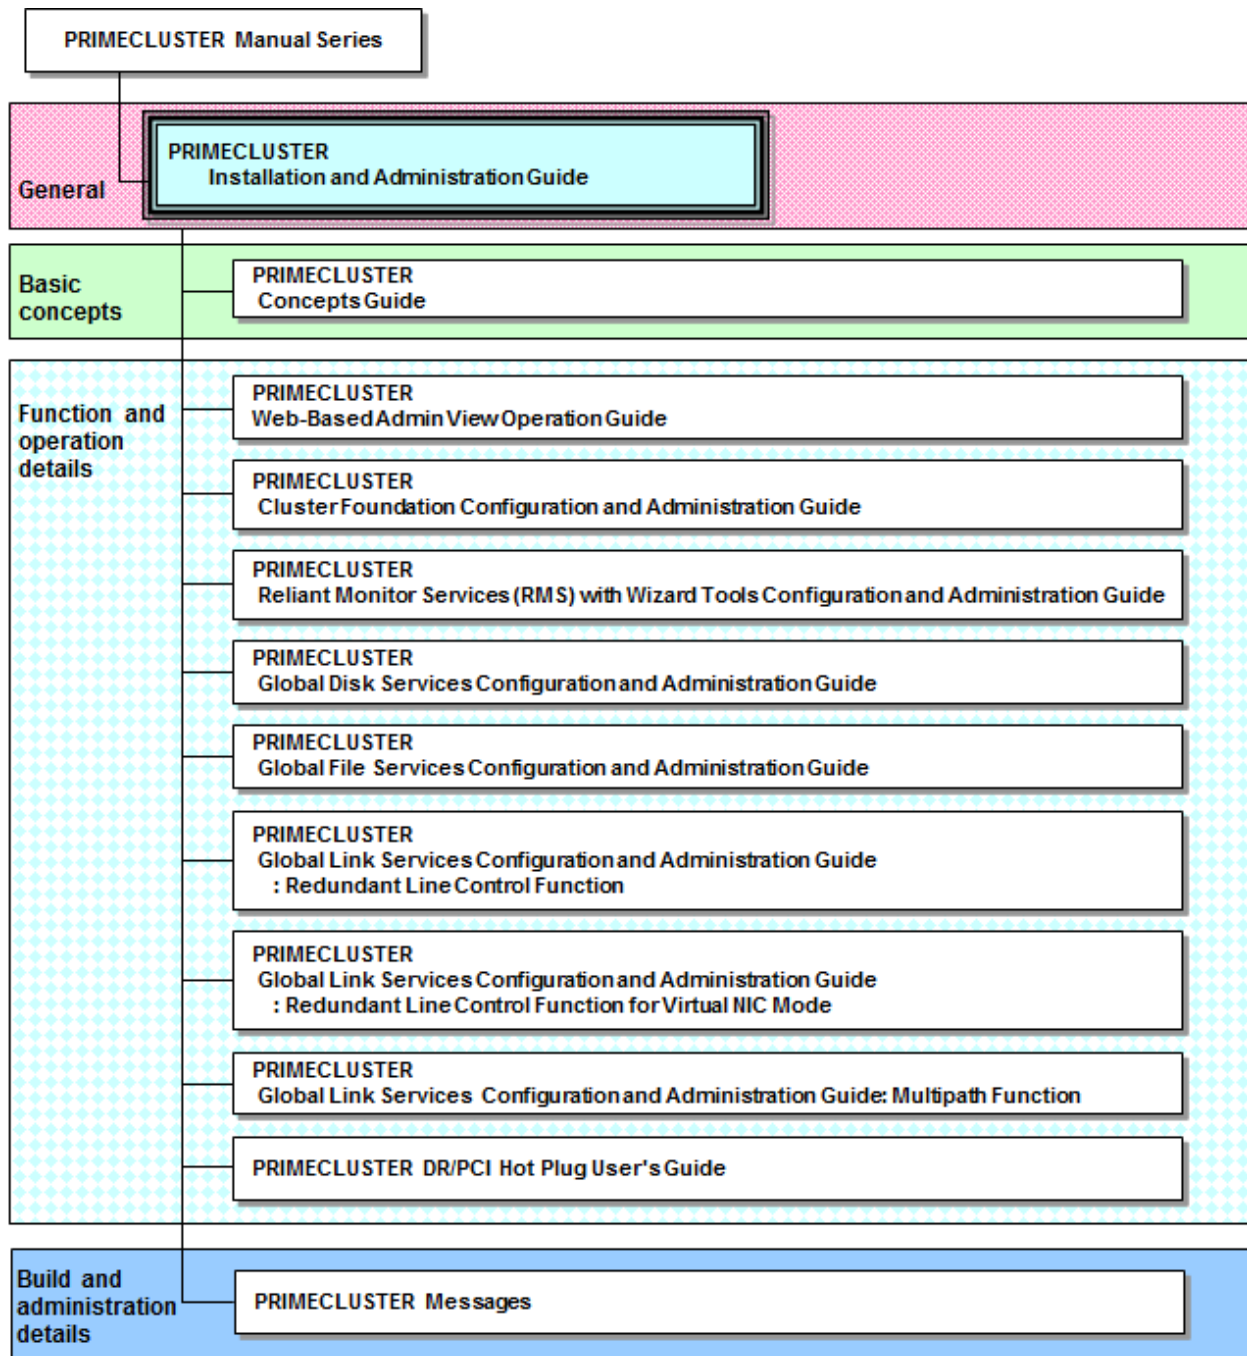 PRIMECLUSTER Manual Series
General
PRIMECLUSTER
Installation and Administration Guide
Basic
concepts
PRIMECLUSTER
Concepts Guide
Function and
operation
details
PRIMECLUSTER
Web-Based Admin View Operation Guide
PRIMECLUSTER
Cluster Foundation Configuration and Administration Guide
PRIMECLUSTER
Reliant Monitor Services (RMS) with Wizard Tools Configuration and Administration Guide
PRIMECLUSTER
Global Disk Services Configuration and Administration Guide
PRIMECLUSTER
Global File Services Configuration and Administration Guide
PRIMECLUSTER
Global Link Services Configuration and Administration Guide
: Redundant Line Control Function
PRIMECLUSTER
Global Link Services Configuration and Administration Guide
: Redundant Line Control Function for Virtual NIC Mode
PRIMECLUSTER
Global Link Services Configuration and Administration Guide: Multipath Function
PRIMECLUSTER DR/PCI Hot Plug User's Guide
Build and
administration
details
PRIMECLUSTER Messages